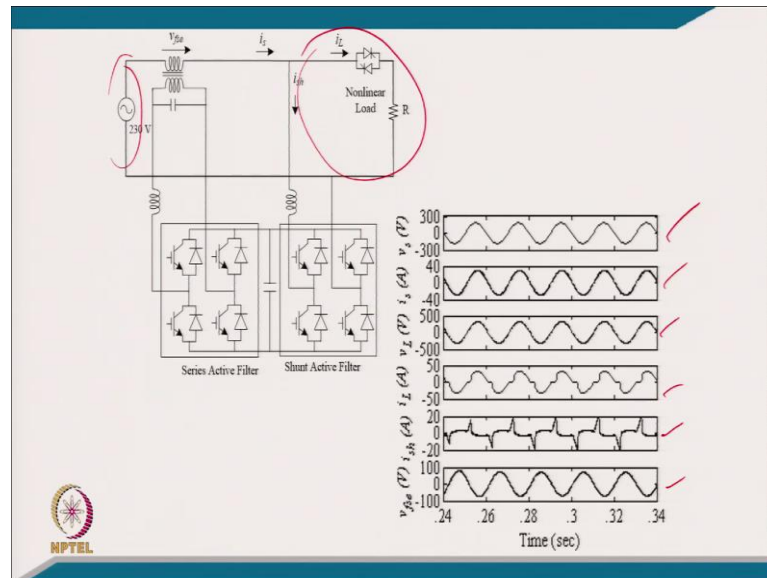 v_fse
i_s
i_L
i_sh
Nonlinear
Load
R
230 V
Series Active Filter
Shunt Active Filter
v_s (V)
300
0
-300
i_s (A)
40
0
-40
v_L (V)
500
0
-500
i_L (A)
50
0
-50
i_sh (A)
20
0
-20
v_fse (V)
100
0
-100
.24 .26 .28 .3 .32 .34
Time (sec)
NPTEL